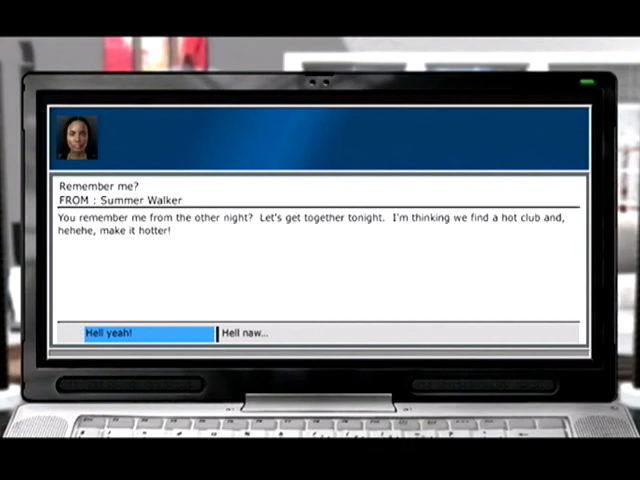 Remember me?
FROM : Summer Walker
You remember me from the other night?  Let's get together tonight.  I'm thinking we find a hot club and,
hehehe, make it hotter!
Hell yeah! Hell naw...